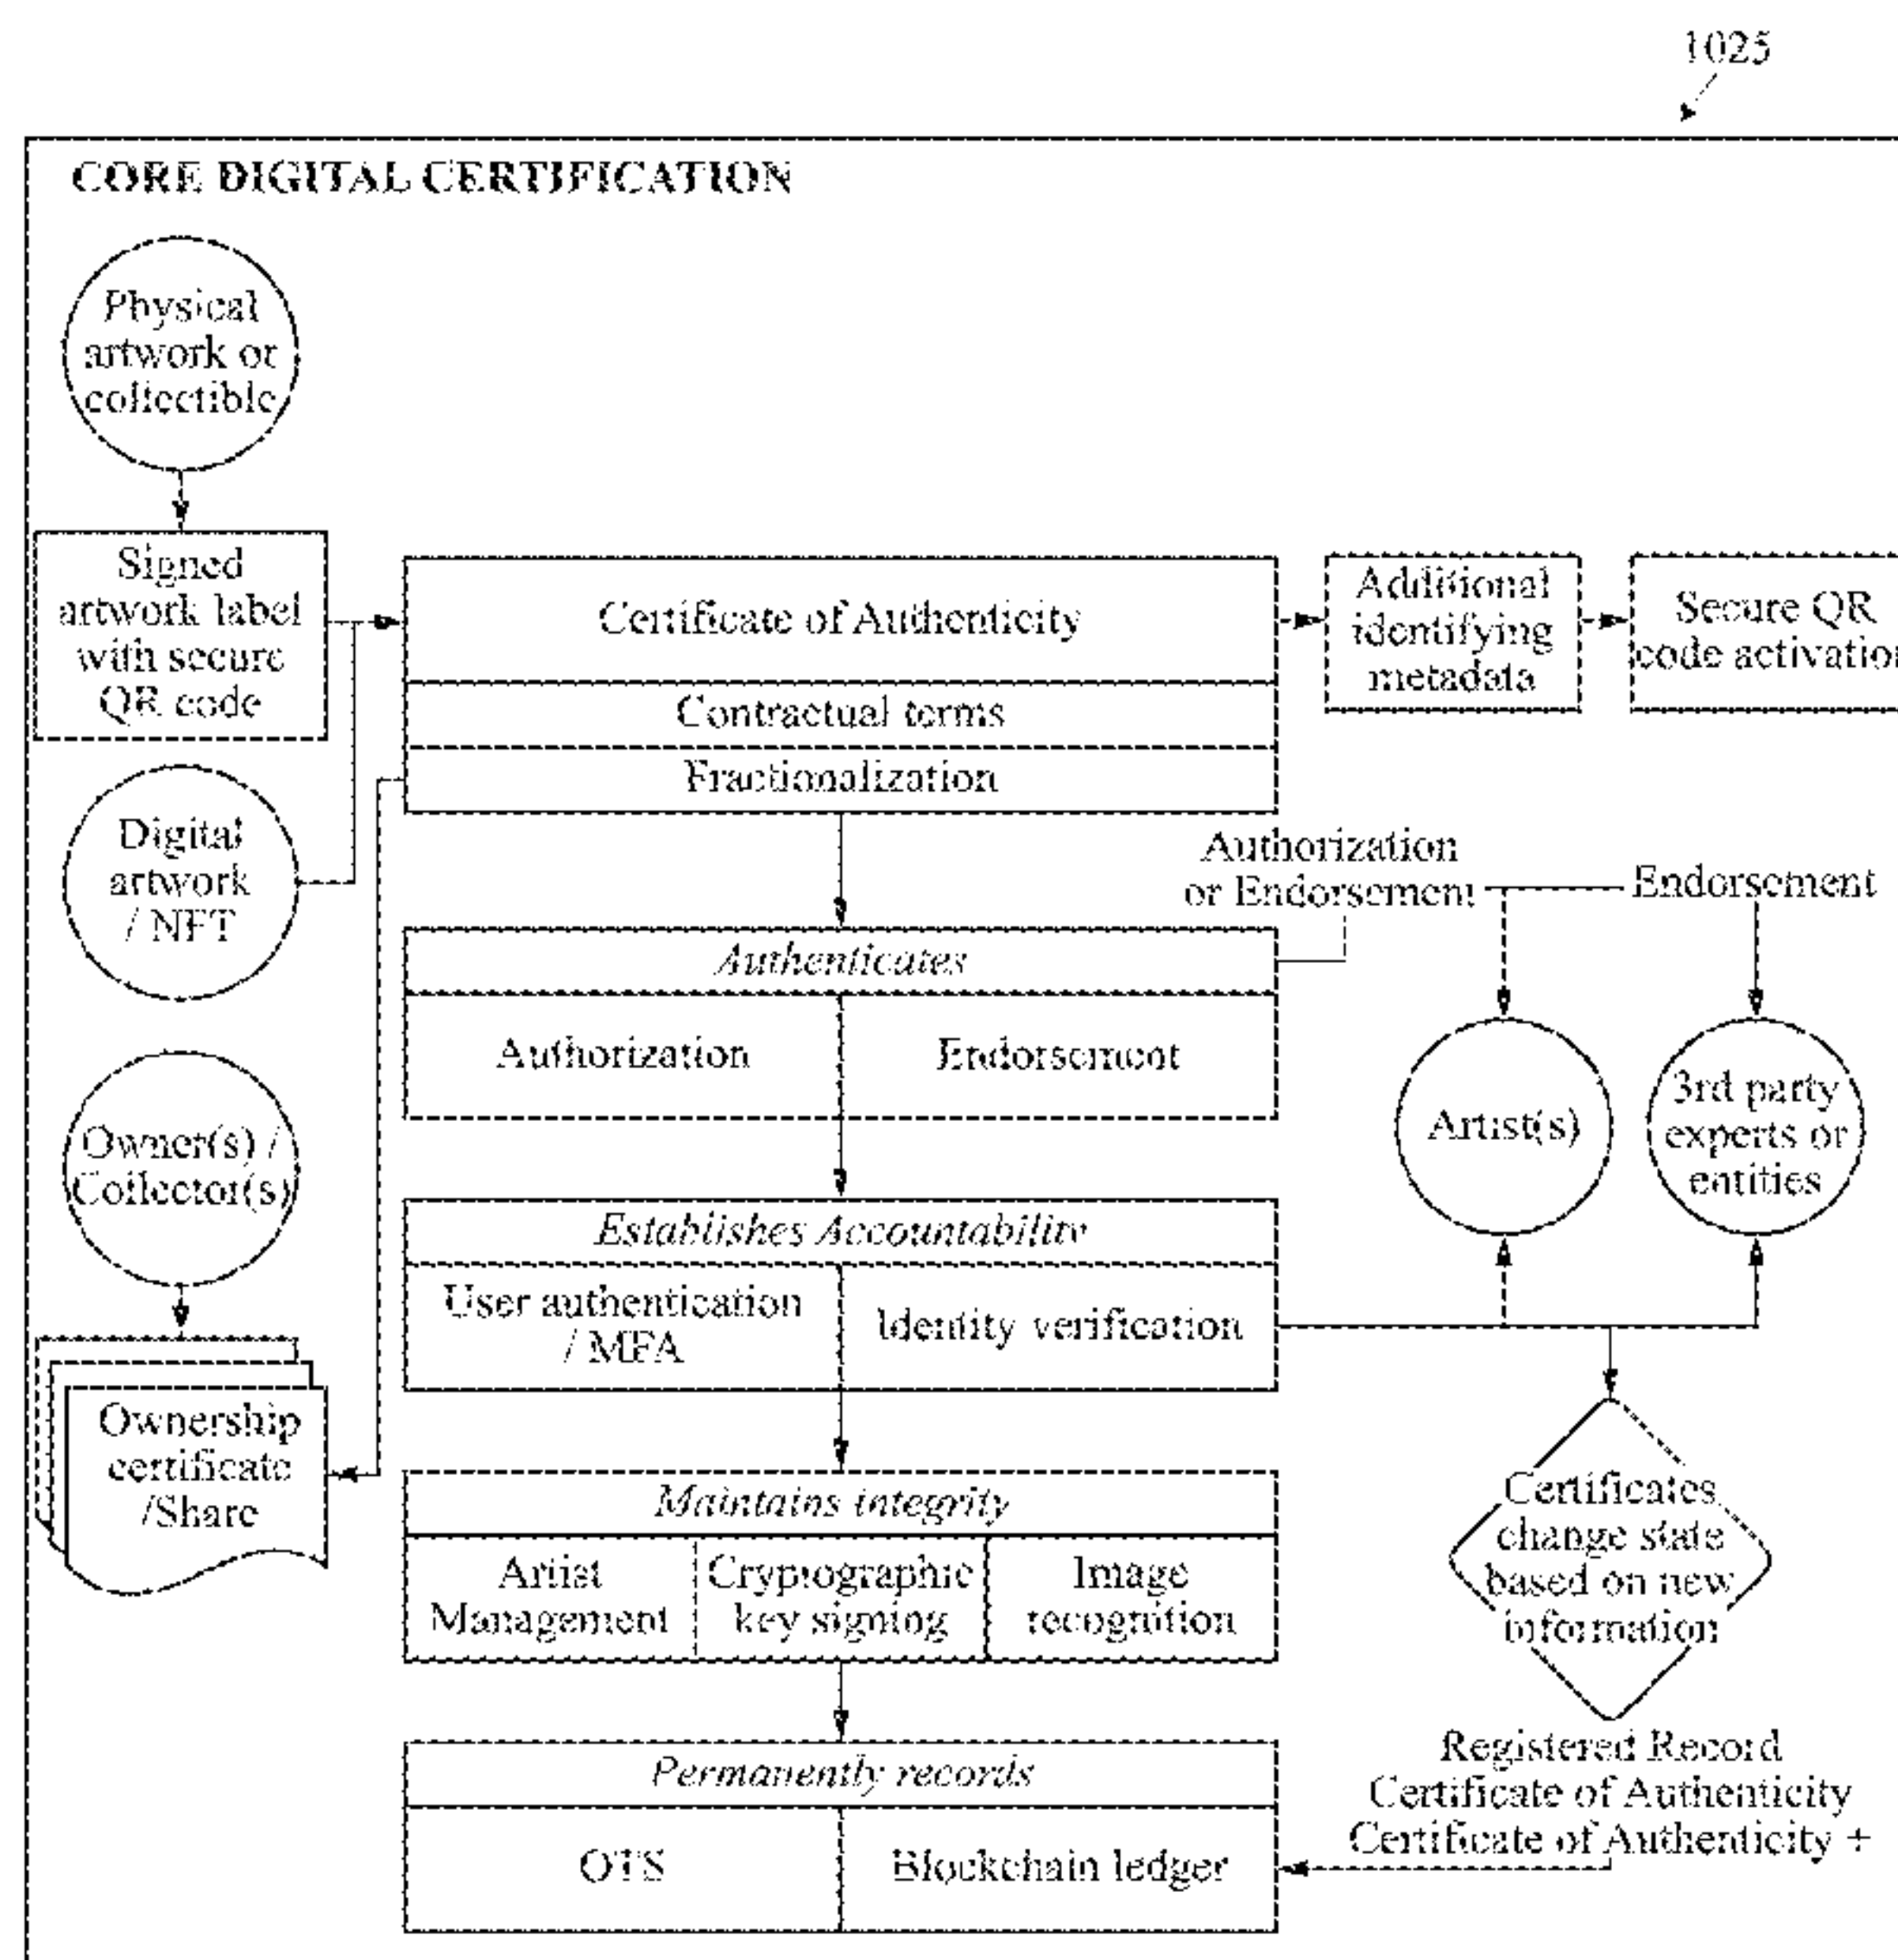 1025
CORE DIGITAL CERTIFICATION
Physical
artwork or
collectible
Signed
artwork label
with secure
QR code
Certificate of Authenticity
Contractual terms
Fractionalization
Additional
identifying
metadata
Secure QR
code activation
Digital
artwork
/ NFT
Authorization
or Endorsement
Endorsement
Authenticates
Authorization
Endorsement
Artist(s)
3rd party
experts or
entities
Owner(s) /
Collector(s)
Establishes Accountability
User authentication
/ MFA
Identity verification
Ownership
certificate
/Share
Maintains integrity
Artist
Management
Cryptographic
key signing
Image
recognition
Certificates
change state
based on new
information
Permanently records
OTS
Blockchain ledger
Registered Record
Certificate of Authenticity
Certificate of Authenticity +